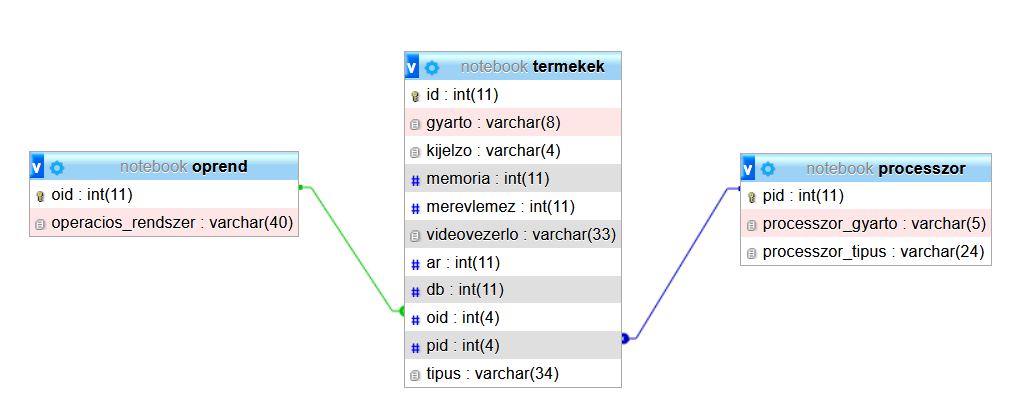 v notebook oprend
oid : int(11)
operacios_rendszer : varchar(40)
v notebook termekek
id : int(11)
gyarto : varchar(8)
kijelzo : varchar(4)
# memoria : int(11)
# merevlemez : int(11)
videovezerlo : varchar(33)
# ar : int(11)
# db : int(11)
# oid : int(4)
# pid : int(4)
tipus : varchar(34)
v notebook processzor
pid : int(11)
processzor_gyarto : varchar(5)
processzor_tipus : varchar(24)